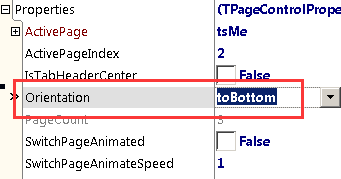 Properties (TPageControlPrope
ActivePage tsMe
ActivePageIndex 2
IsTabHeaderCenter False
Orientation toBottom
PageCount 3
SwitchPageAnimated False
SwitchPageAnimateSpeed 1